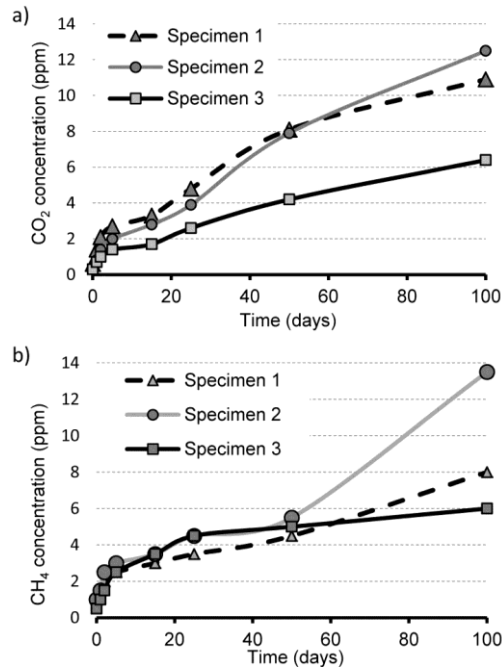 a)
14
12
10
8
6
4
2
0
CO₂ concentration (ppm)
Specimen 1
Specimen 2
Specimen 3
0 20 40 60 80 100
Time (days)
b)
14
12
10
8
6
4
2
0
CH₄ concentration (ppm)
Specimen 1
Specimen 2
Specimen 3
0 20 40 60 80 100
Time (days)